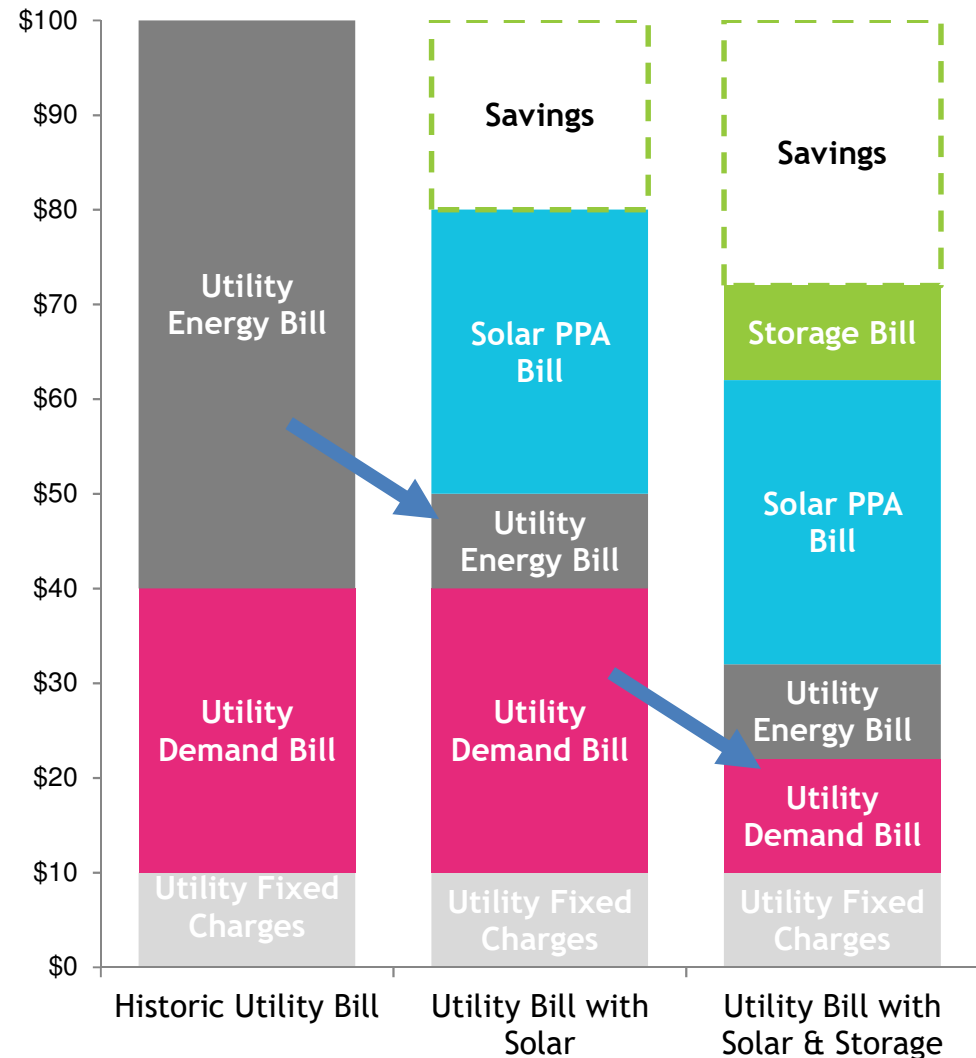 $100
$90
$80
$70
$60
$50
$40
$30
$20
$10
$0
Utility
Energy Bill
Utility
Demand Bill
Utility Fixed
Charges
Historic Utility Bill
Savings
Solar PPA
Bill
Utility
Energy Bill
Utility
Demand Bill
Utility Fixed
Charges
Utility Bill with
Solar
Savings
Storage Bill
Solar PPA
Bill
Utility
Energy Bill
Utility
Demand Bill
Utility Fixed
Charges
Utility Bill with
Solar & Storage